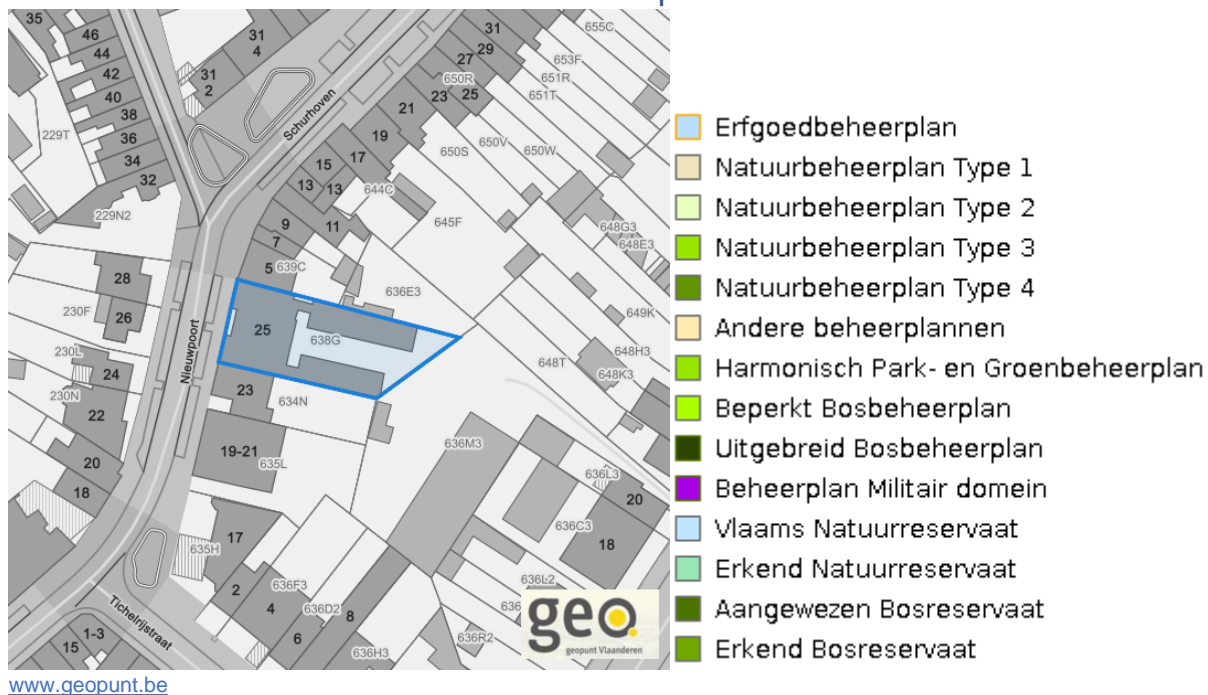 35
46
44
42
40
38
36
34
32
229T
229N2
31
4
31
2
Schurhoven
655C
31
29
27
653F
650R
651R
651T
23
25
21
19
17
15
13
13
650S
650V
650W
644C
645F
648G3
648E3
9
11
7
5
639C
636E3
28
230F
26
25
638G
Nieuwpoort
649K
648T
648H3
648K3
230L
24
230N
22
23
634N
19-21
635L
636M3
636L3
20
636C3
18
20
18
17
635H
2
636F3
4
636D2
8
6
636H3
636L2
636
636R2
Tichelrijstraat
1-3
15
geo.
geopunt Vlaanderen
Erfgoedbeheerplan
Natuurbeheerplan Type 1
Natuurbeheerplan Type 2
Natuurbeheerplan Type 3
Natuurbeheerplan Type 4
Andere beheerplannen
Harmonisch Park- en Groenbeheerplan
Beperkt Bosbeheerplan
Uitgebreid Bosbeheerplan
Beheerplan Militair domein
Vlaams Natuurreservaat
Erkend Natuurreservaat
Aangewezen Bosreservaat
Erkend Bosreservaat
www.geopunt.be